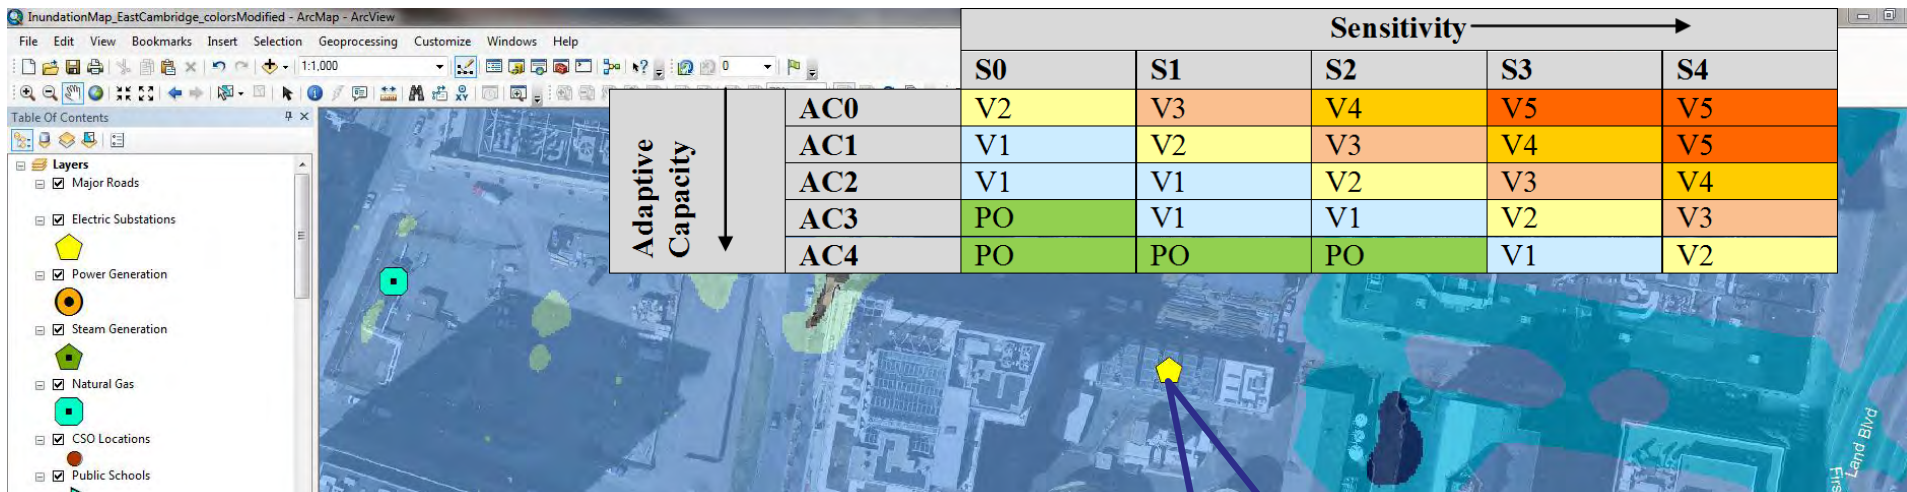 InundationMap_EastCambridge_colorsModified - ArcMap - ArcView
File Edit View Bookmarks Insert Selection Geoprocessing Customize Windows Help
1:1,000
0
Table Of Contents
Layers
Major Roads
Electric Substations
Power Generation
Steam Generation
Natural Gas
CSO Locations
Public Schools
Sensitivity
S0 S1 S2 S3 S4
Adaptive
Capacity
AC0 V2 V3 V4 V5 V5
AC1 V1 V2 V3 V4 V5
AC2 V1 V1 V2 V3 V4
AC3 PO V1 V1 V2 V3
AC4 PO PO PO V1 V2
Land Blvd